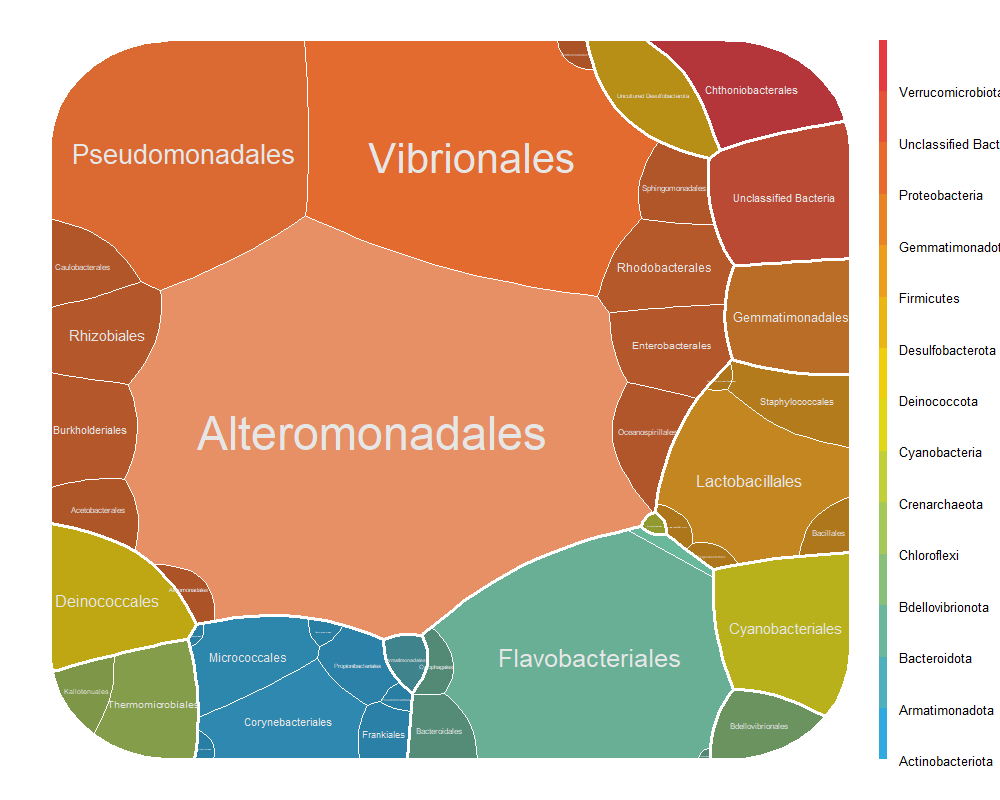 Chthoniobacterales
Uncultured Desulfobacterota
Pseudomonadales
Vibrionales
Sphingomonadales
Unclassified Bacteria
Caulobacterales
Rhodobacterales
Rhizobiales
Gemmatimonadales
Enterobacterales
Staphylococcales
Burkholderiales
Alteromonadales
Oceanospirillales
Lactobacillales
Acetobacterales
Bacillales
Deinococcales
Cyanobacteriales
Micrococcales
Flavobacteriales
Propionibacteriales
Kallotenuales
Thermomicrobiales
Corynebacteriales
Frankiales
Bacteroidales
Bdellovibrionales
Verrucomicrobiota
Unclassified Bact
Proteobacteria
Gemmatimonadot
Firmicutes
Desulfobacterota
Deinococcota
Cyanobacteria
Crenarchaeota
Chloroflexi
Bdellovibrionota
Bacteroidota
Armatimonadota
Actinobacteriota